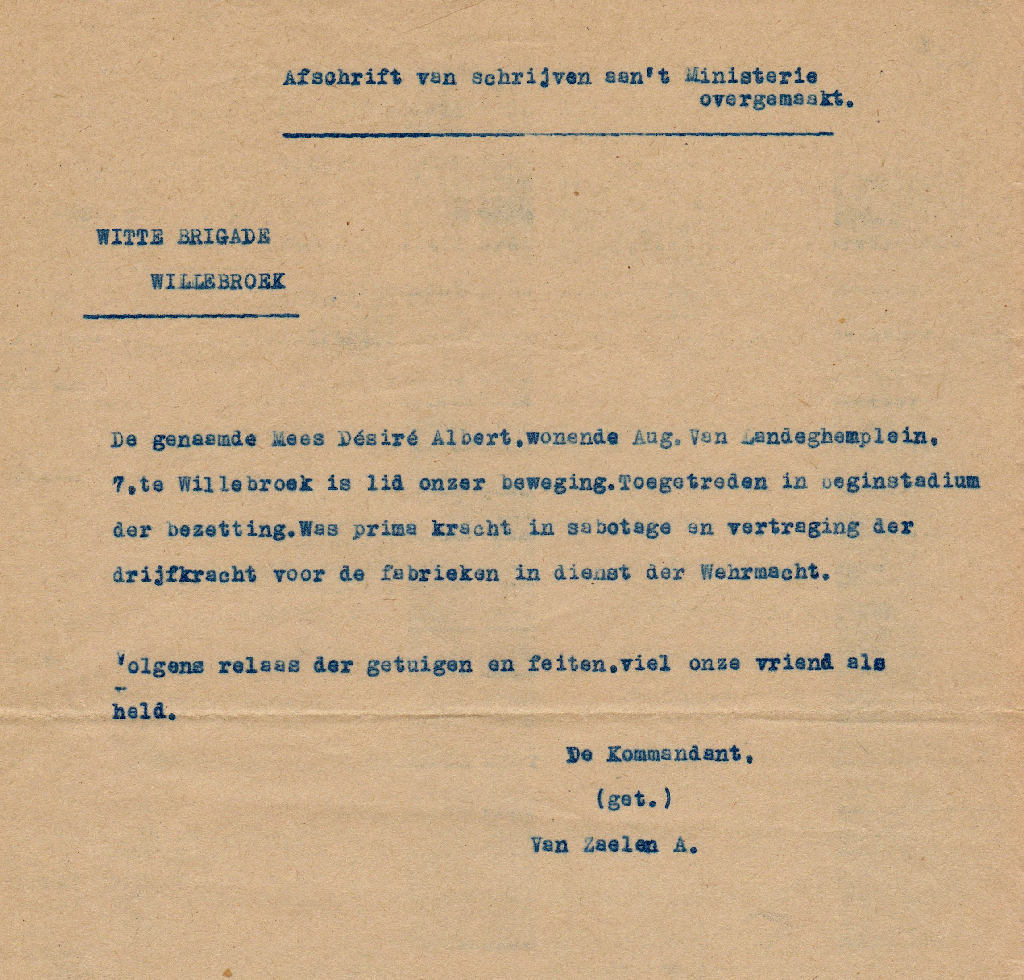 Afschrift van schrijven aan't Ministerie
overgemaakt.
WITTE BRIGADE
WILLEBROEK
De genaamde Mees Désiré Albert,wonende Aug. Van Landeghemplein,
7,te Willebroek is lid onzer beweging.Toegetreden in beginstadium
der bezetting.Was prima kracht in sabotage en vertraging der
drijfkracht voor de fabrieken in dienst der Wehrmacht.
Volgens relaas der getuigen en feiten,viel onze vriend als
held.
De Kommandant,
(get.)
Van Zaelen A.